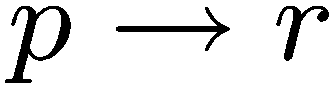 p → r